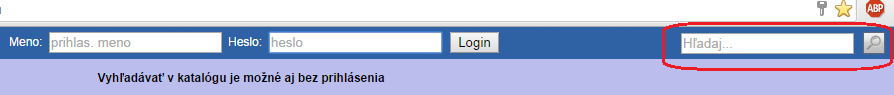 ABP
Meno: prihlas. meno Heslo: heslo Login Hľadaj...
Vyhľadávať v katalógu je možné aj bez prihlásenia